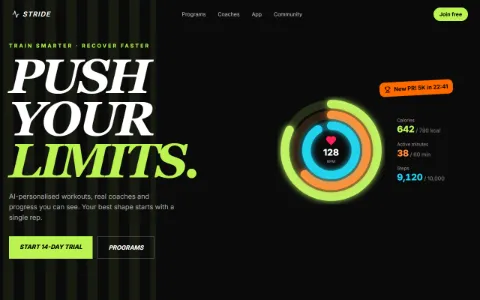 STRIDE
Programs
Coaches
App
Community
Join free
TRAIN SMARTER · RECOVER FASTER
PUSH
YOUR
LIMITS.
AI-personalised workouts, real coaches and
progress you can see. Your best shape starts with a
single rep.
START 14-DAY TRIAL
PROGRAMS
New PR! 5K in 22:41
128
BPM
Calories
642 / 786 kcal
Active minutes
38 / 60 min
Steps
9,120 / 10,000